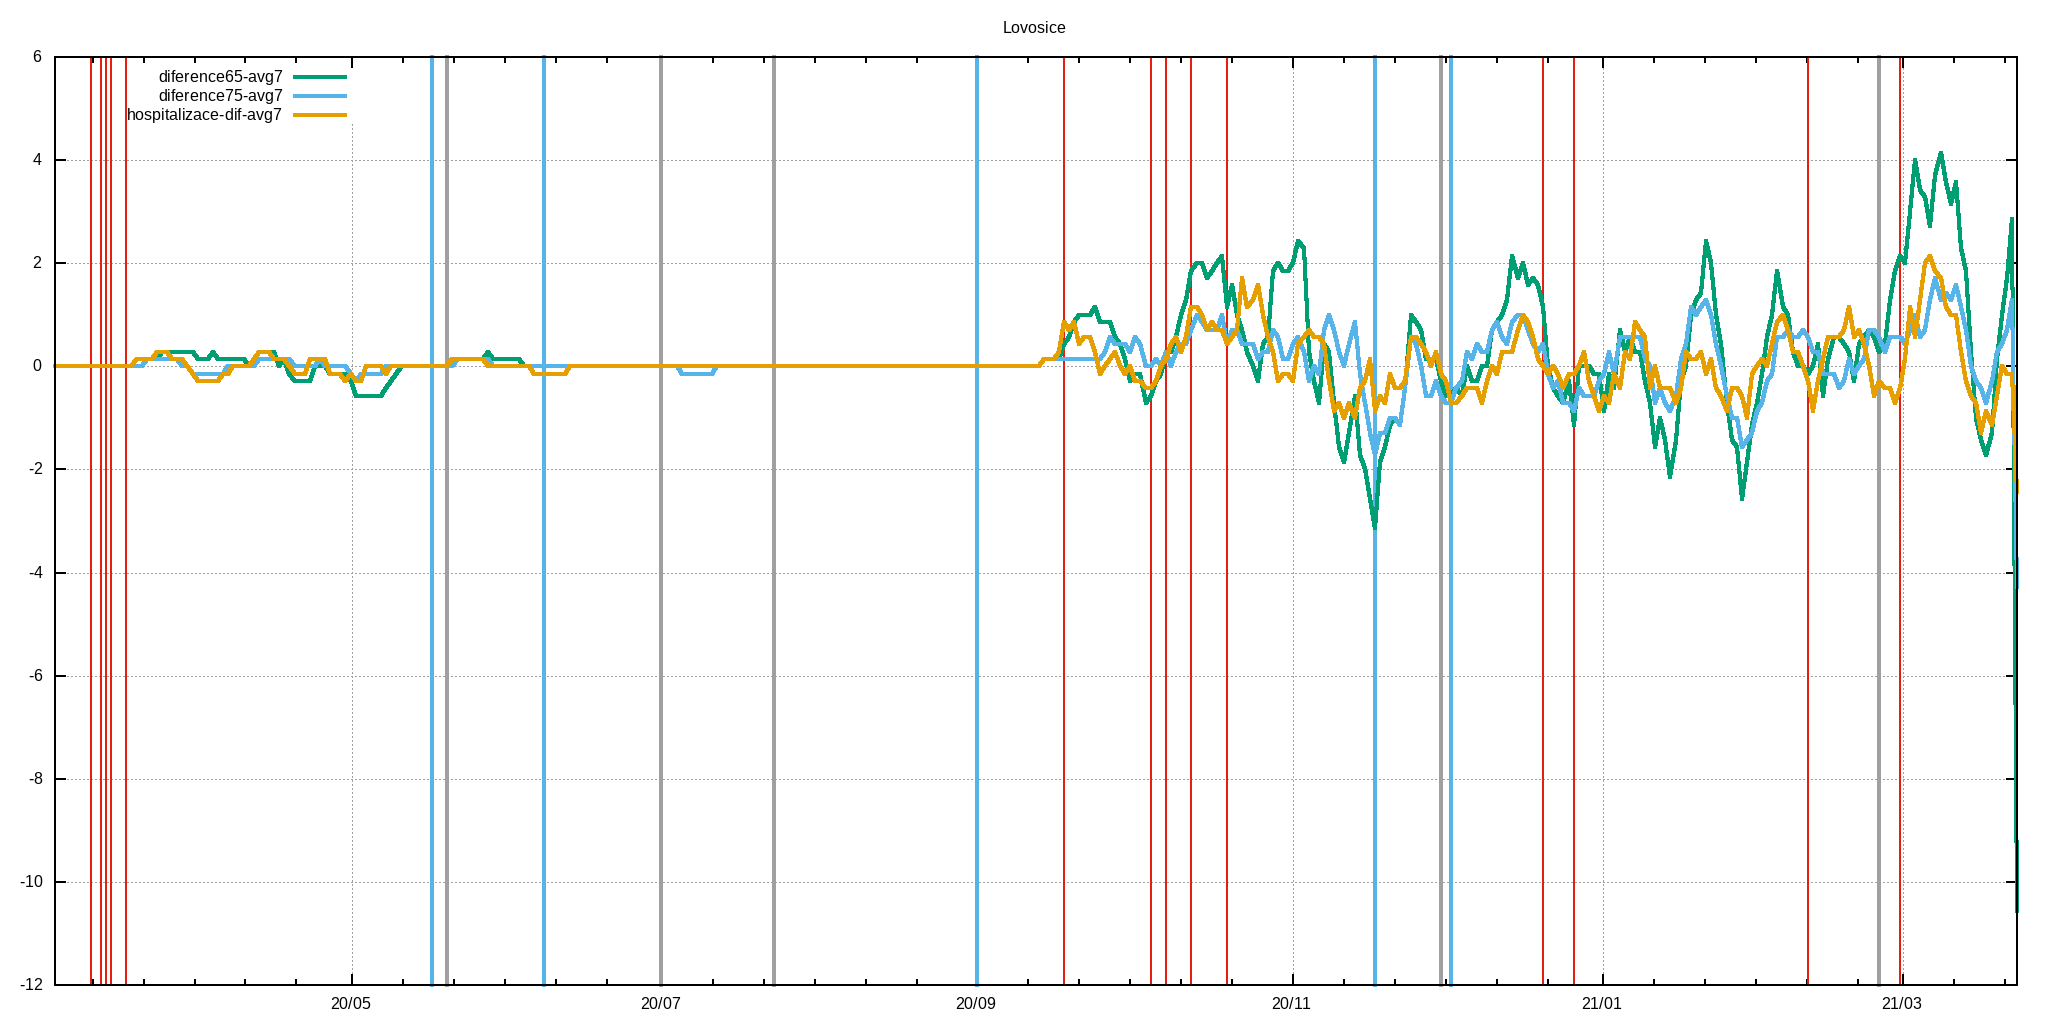 Lovosice
diference65-avg7
diference75-avg7
hospitalizace-dif-avg7
6
4
2
0
-2
-4
-6
-8
-10
-12
20/05 20/07 20/09 20/11 21/01 21/03